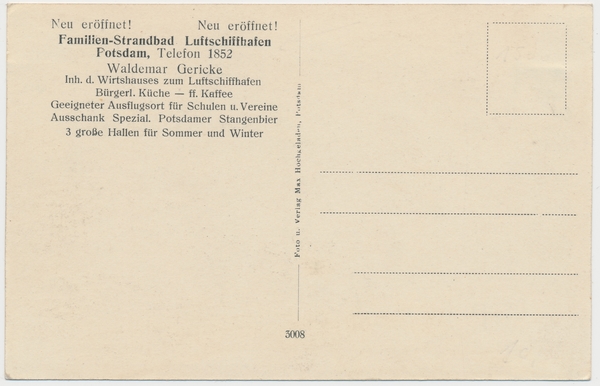 Neu eröffnet! Neu eröffnet!
Familien-Strandbad Luftschiffhafen
Potsdam, Telefon 1852
Waldemar Gericke
Inh. d. Wirtshauses zum Luftschiffhafen
Bürgerl. Küche — ff. Kaffee
Geeigneter Ausflugsort für Schulen u. Vereine
Ausschank Spezial. Potsdamer Stangenbier
3 große Hallen für Sommer und Winter
Foto u. Verlag Max Hochgeladen, Potsdam
3008